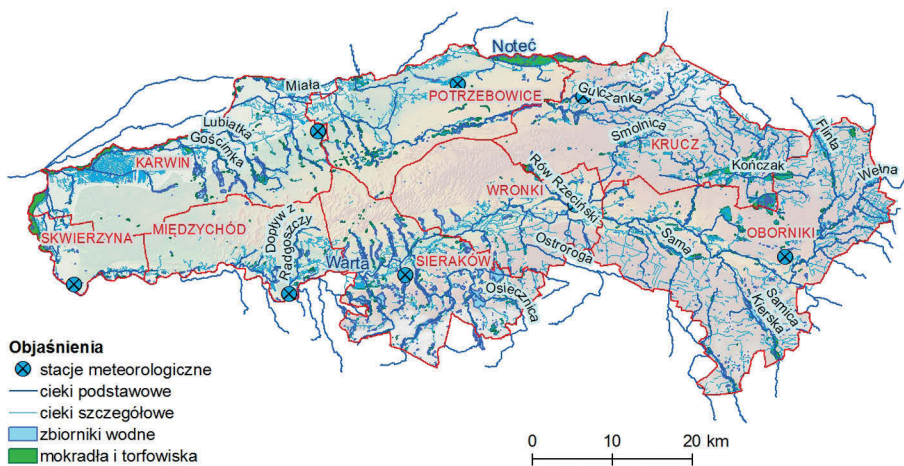 Noteć
Miała
POTRZEBOWICE
Gulczanka
Lubiatka
Gościmka
Smolnica
Flinta
KARWIN
KRUCZ
Kończak
Wełna
Rów Rzeciński
WRONKI
SKWIERZYNA
MIĘDZYCHÓD
Dopływ z
Radgoszczy
Warta
SIERAKÓW
Ostroroga
Sama
OBORNIKI
Osiecznica
Samica
Kierska
Objaśnienia
stacje meteorologiczne
cieki podstawowe
cieki szczegółowe
zbiorniki wodne
mokradła i torfowiska
0 10 20 km